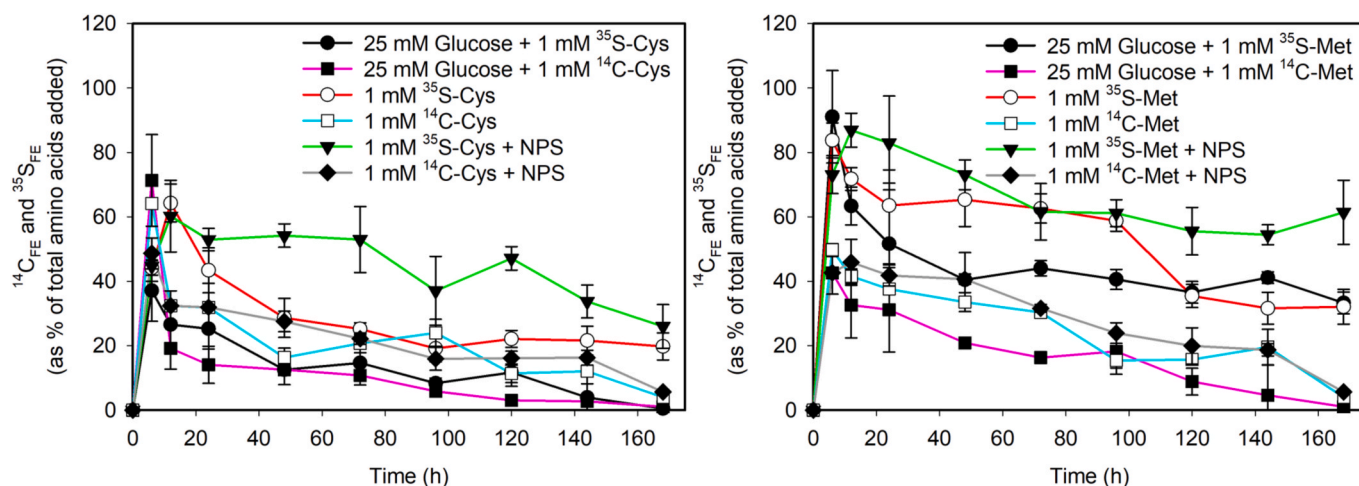 120
100
80
60
40
20
0
¹⁴C_FE and ³⁵S_FE
(as % of total amino acids added)
25 mM Glucose + 1 mM ³⁵S-Cys
25 mM Glucose + 1 mM ¹⁴C-Cys
1 mM ³⁵S-Cys
1 mM ¹⁴C-Cys
1 mM ³⁵S-Cys + NPS
1 mM ¹⁴C-Cys + NPS
0 20 40 60 80 100 120 140 160
Time (h)
120
100
80
60
40
20
0
¹⁴C_FE and ³⁵S_FE
(as % of total amino acids added)
25 mM Glucose + 1 mM ³⁵S-Met
25 mM Glucose + 1 mM ¹⁴C-Met
1 mM ³⁵S-Met
1 mM ¹⁴C-Met
1 mM ³⁵S-Met + NPS
1 mM ¹⁴C-Met + NPS
0 20 40 60 80 100 120 140 160
Time (h)